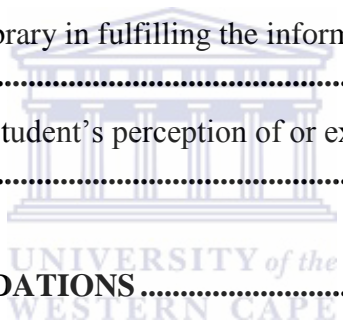 brary in fulfilling the inform
........................................
tudent’s perception of or ex
........................................
UNIVERSITY of the
DATIONS ........................
WESTERN CAPE